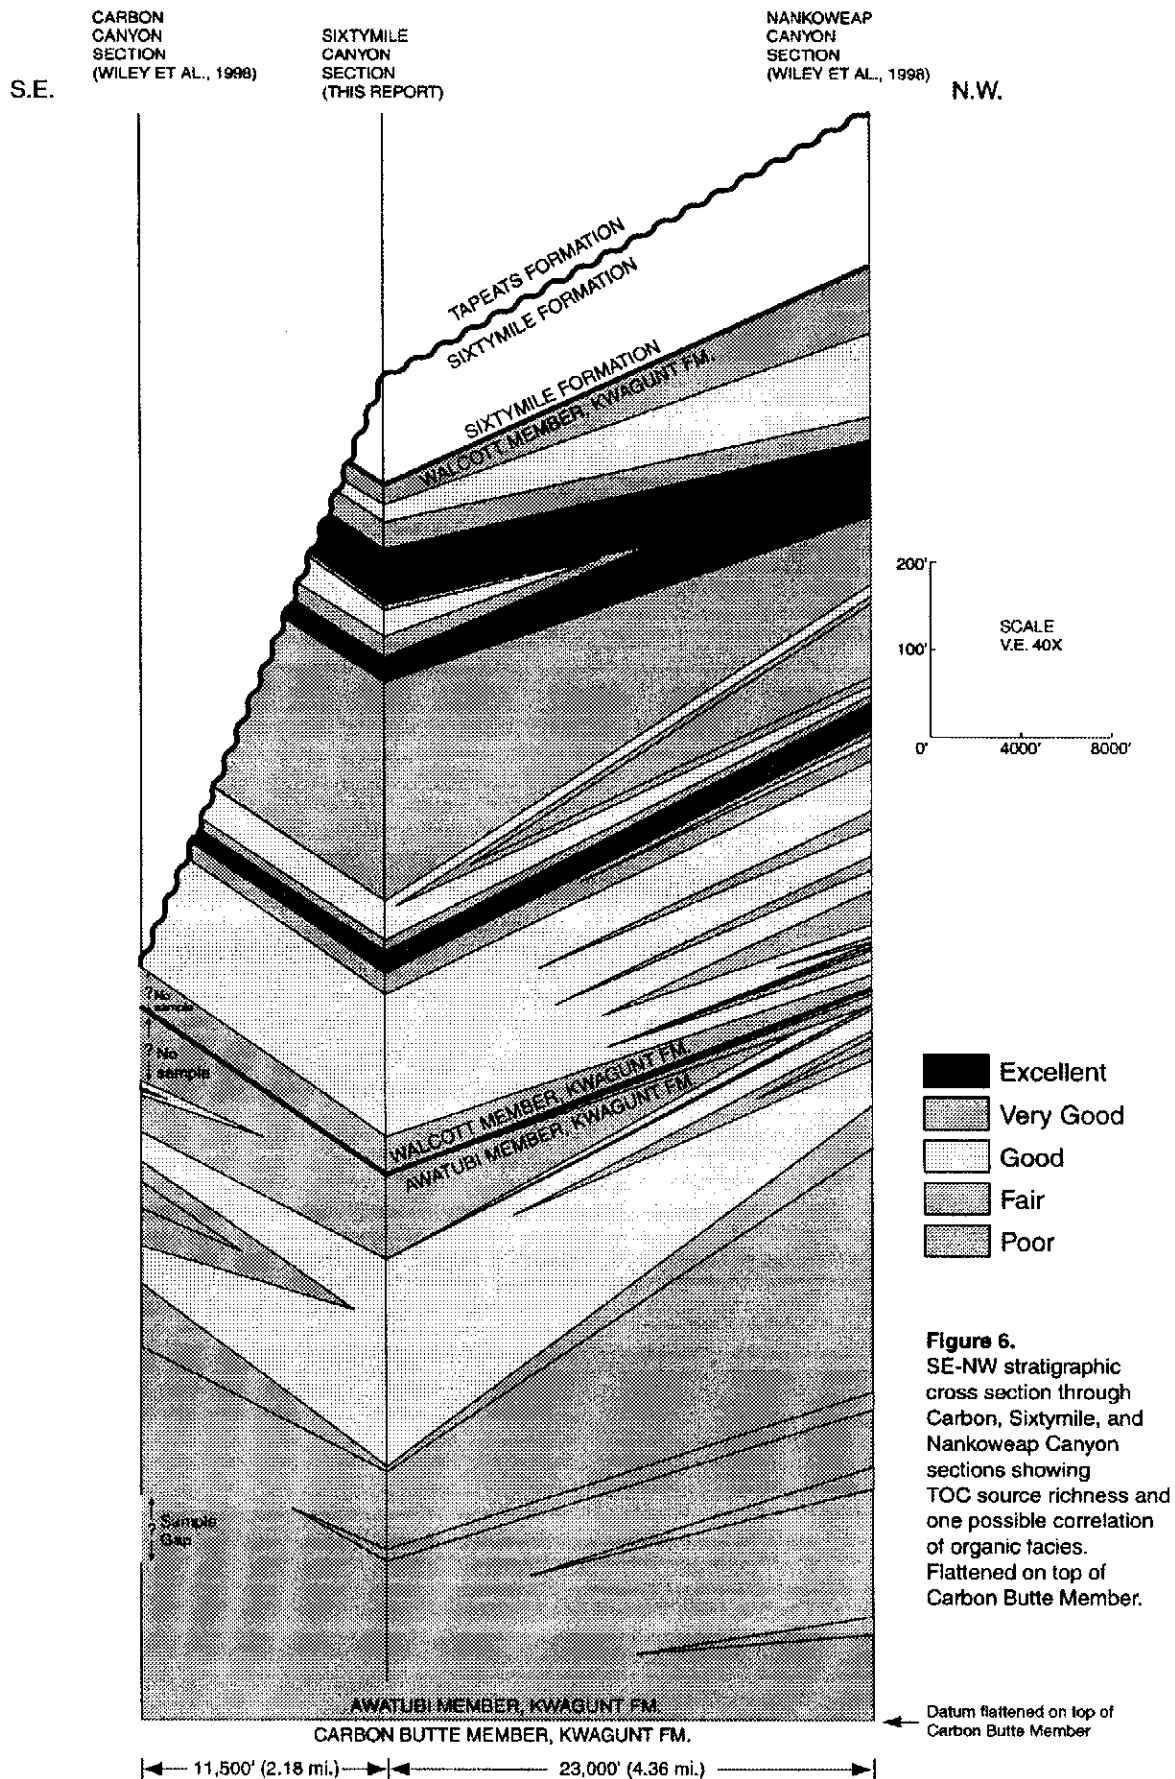 CARBON
CANYON
SECTION
(WILEY ET AL., 1998)
SIXTYMILE
CANYON
SECTION
(THIS REPORT)
NANKOWEAP
CANYON
SECTION
(WILEY ET AL., 1998)
S.E.
N.W.
TAPEATS FORMATION
SIXTYMILE FORMATION
SIXTYMILE FORMATION
WALCOTT MEMBER, KWAGUNT FM.
200'
100'
SCALE
V.E. 40X
0'
4000'
8000'
? No
sample
? No
sample
WALCOTT MEMBER, KWAGUNT FM.
AWATUBI MEMBER, KWAGUNT FM.
Excellent
Very Good
Good
Fair
Poor
Figure 6.
SE-NW stratigraphic
cross section through
Carbon, Sixtymile, and
Nankoweap Canyon
sections showing
TOC source richness and
one possible correlation
of organic facies.
Flattened on top of
Carbon Butte Member.
? Sample
Gap
AWATUBI MEMBER, KWAGUNT FM.
CARBON BUTTE MEMBER, KWAGUNT FM.
Datum flattened on top of
Carbon Butte Member
11,500' (2.18 mi.)
23,000' (4.36 mi.)